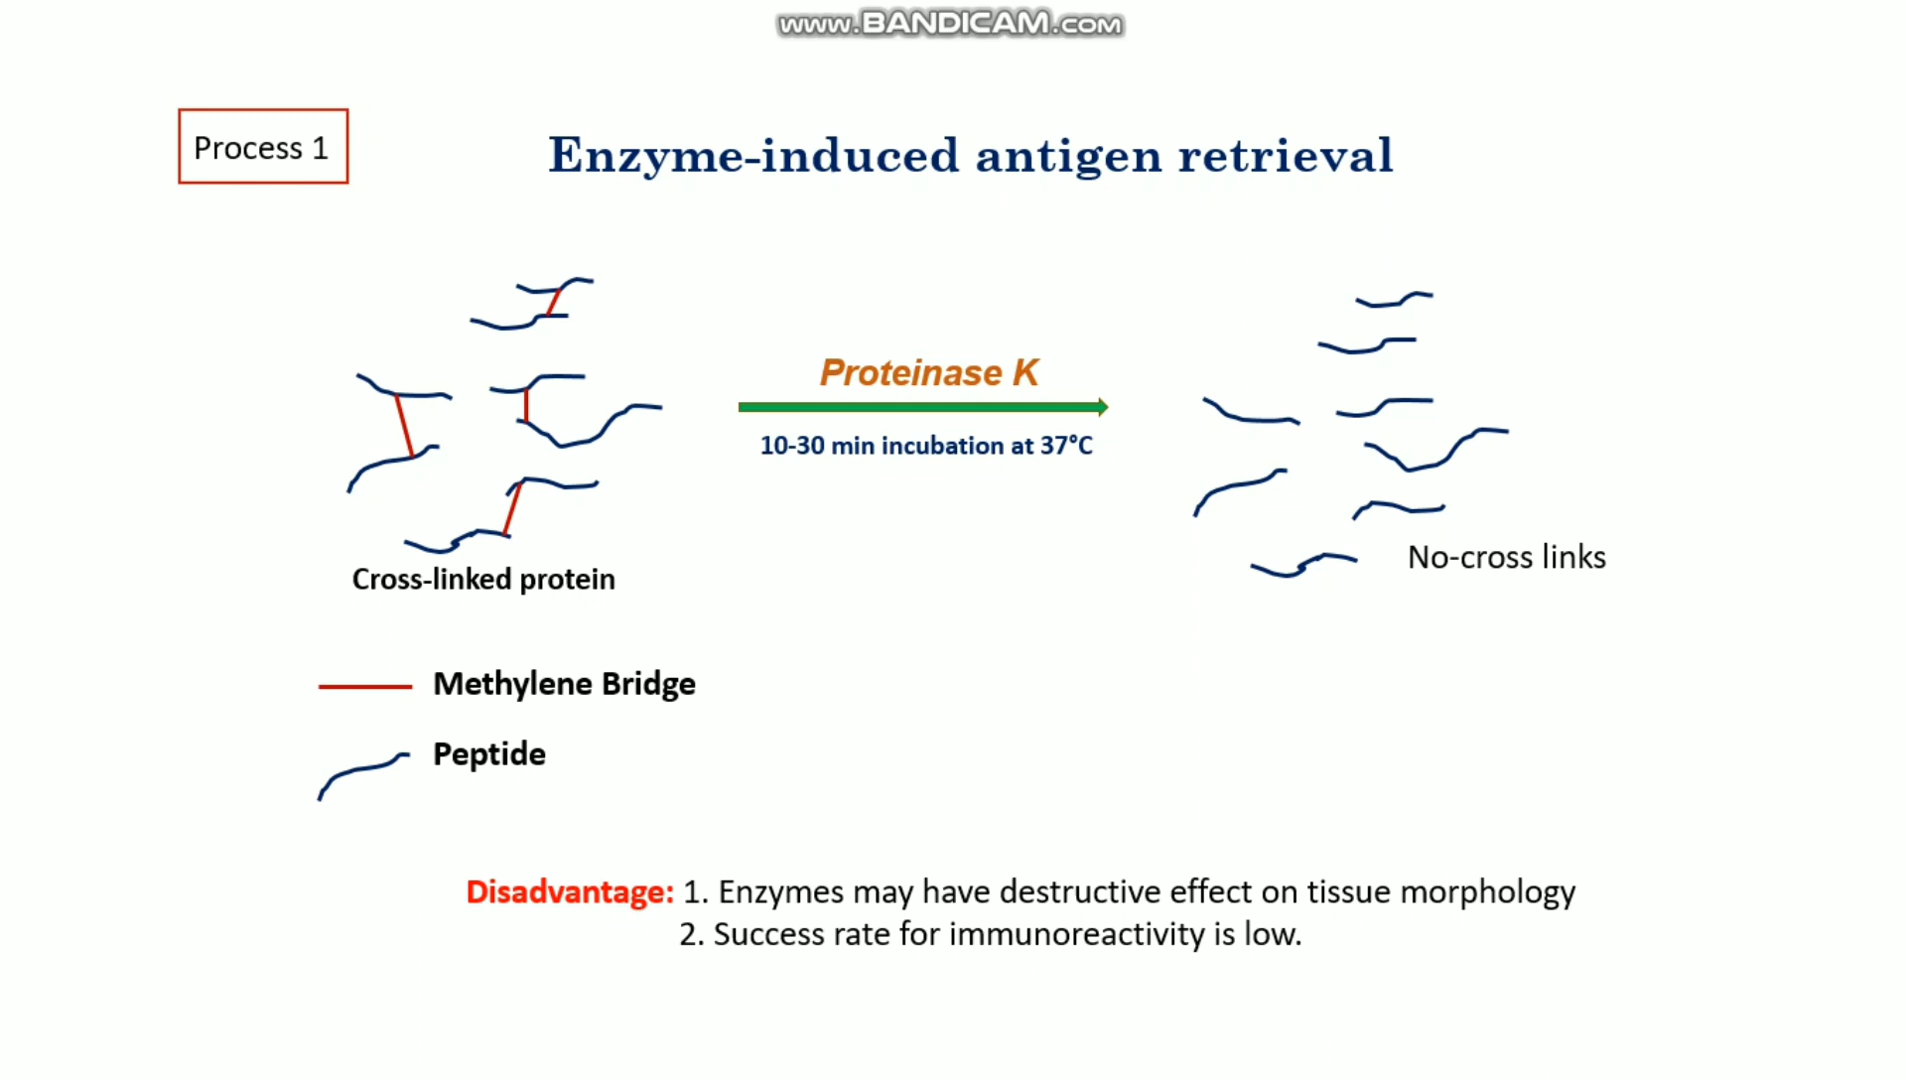 www.BANDICAM.com
Process 1
Enzyme-induced antigen retrieval
Proteinase K
10-30 min incubation at 37°C
Cross-linked protein
No-cross links
Methylene Bridge
Peptide
Disadvantage: 1. Enzymes may have destructive effect on tissue morphology
2. Success rate for immunoreactivity is low.